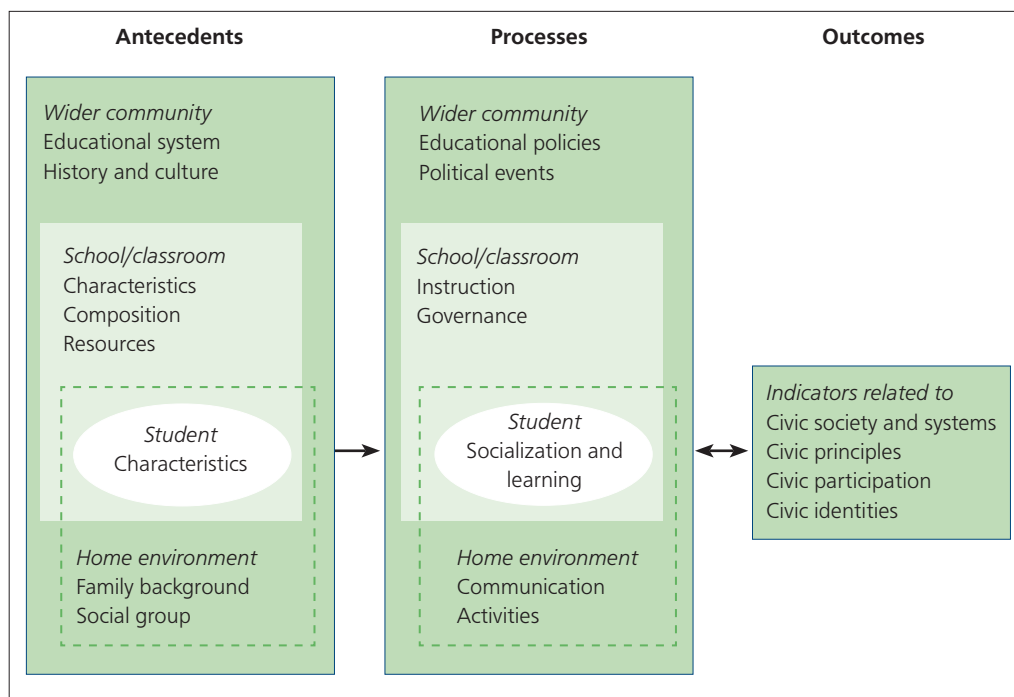 Antecedents
Processes
Outcomes
Wider community
Educational system
History and culture
School/classroom
Characteristics
Composition
Resources
Student
Characteristics
Home environment
Family background
Social group
Wider community
Educational policies
Political events
School/classroom
Instruction
Governance
Student
Socialization and
learning
Home environment
Communication
Activities
Indicators related to
Civic society and systems
Civic principles
Civic participation
Civic identities